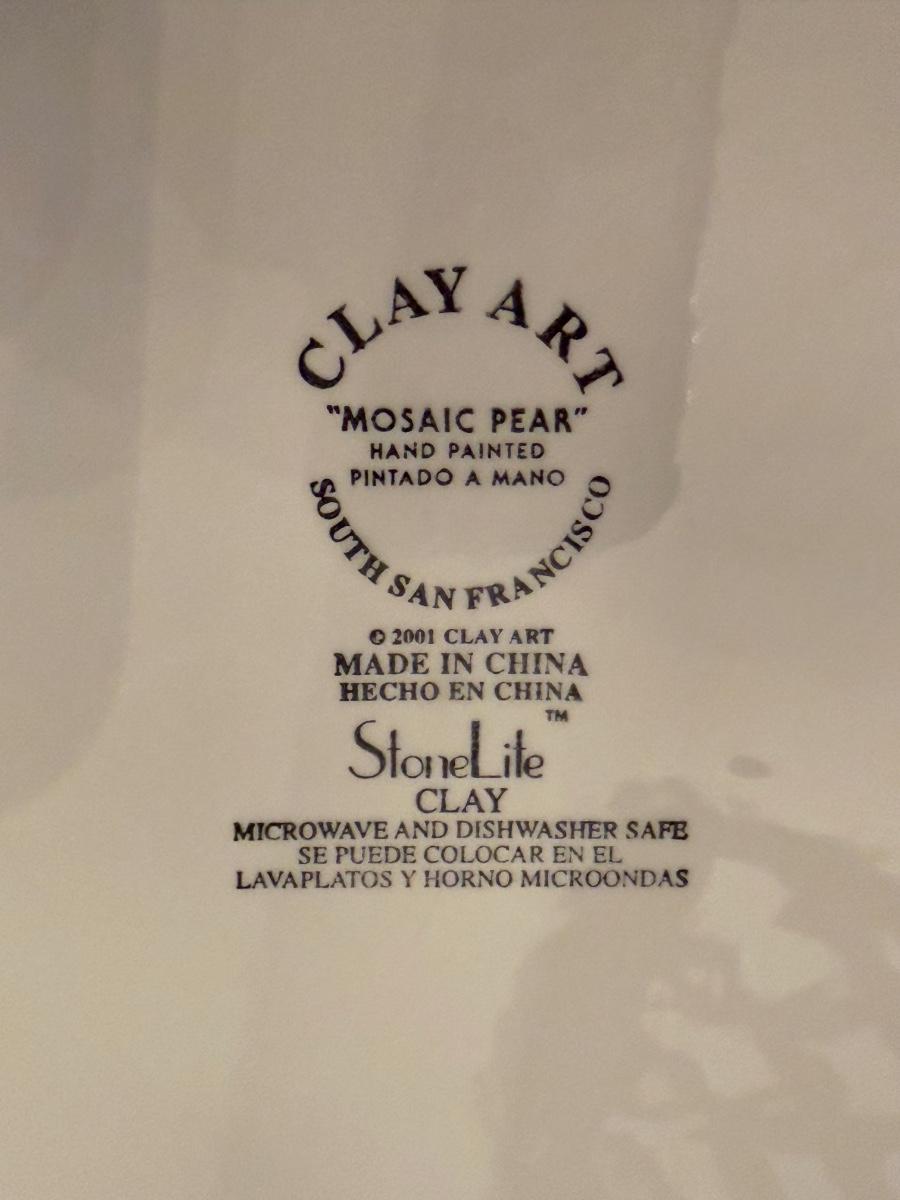 CLAY ART
"MOSAIC PEAR"
HAND PAINTED
PINTADO A MANO
SOUTH SAN FRANCISCO
© 2001 CLAY ART
MADE IN CHINA
HECHO EN CHINA
StoneLite™
CLAY
MICROWAVE AND DISHWASHER SAFE
SE PUEDE COLOCAR EN EL
LAVAPLATOS Y HORNO MICROONDAS